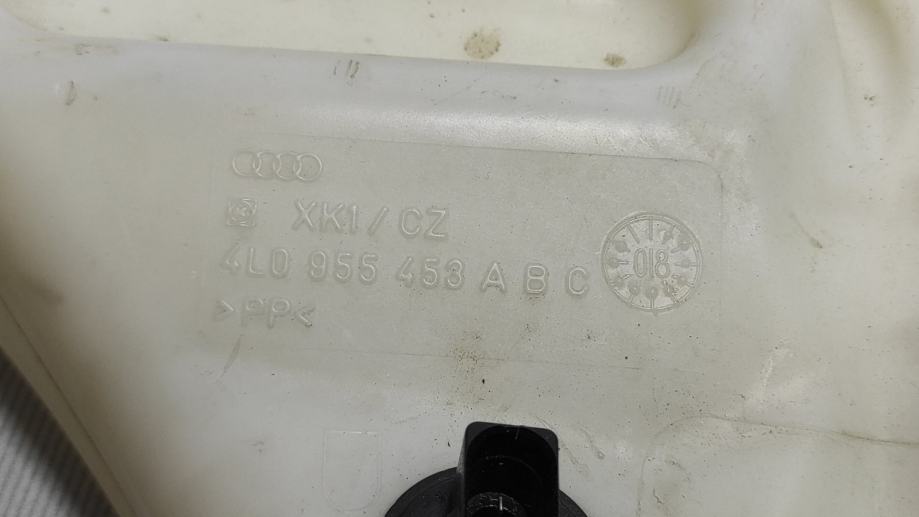 XK1/CZ
4L0 955 453 A B C
>PP<
018